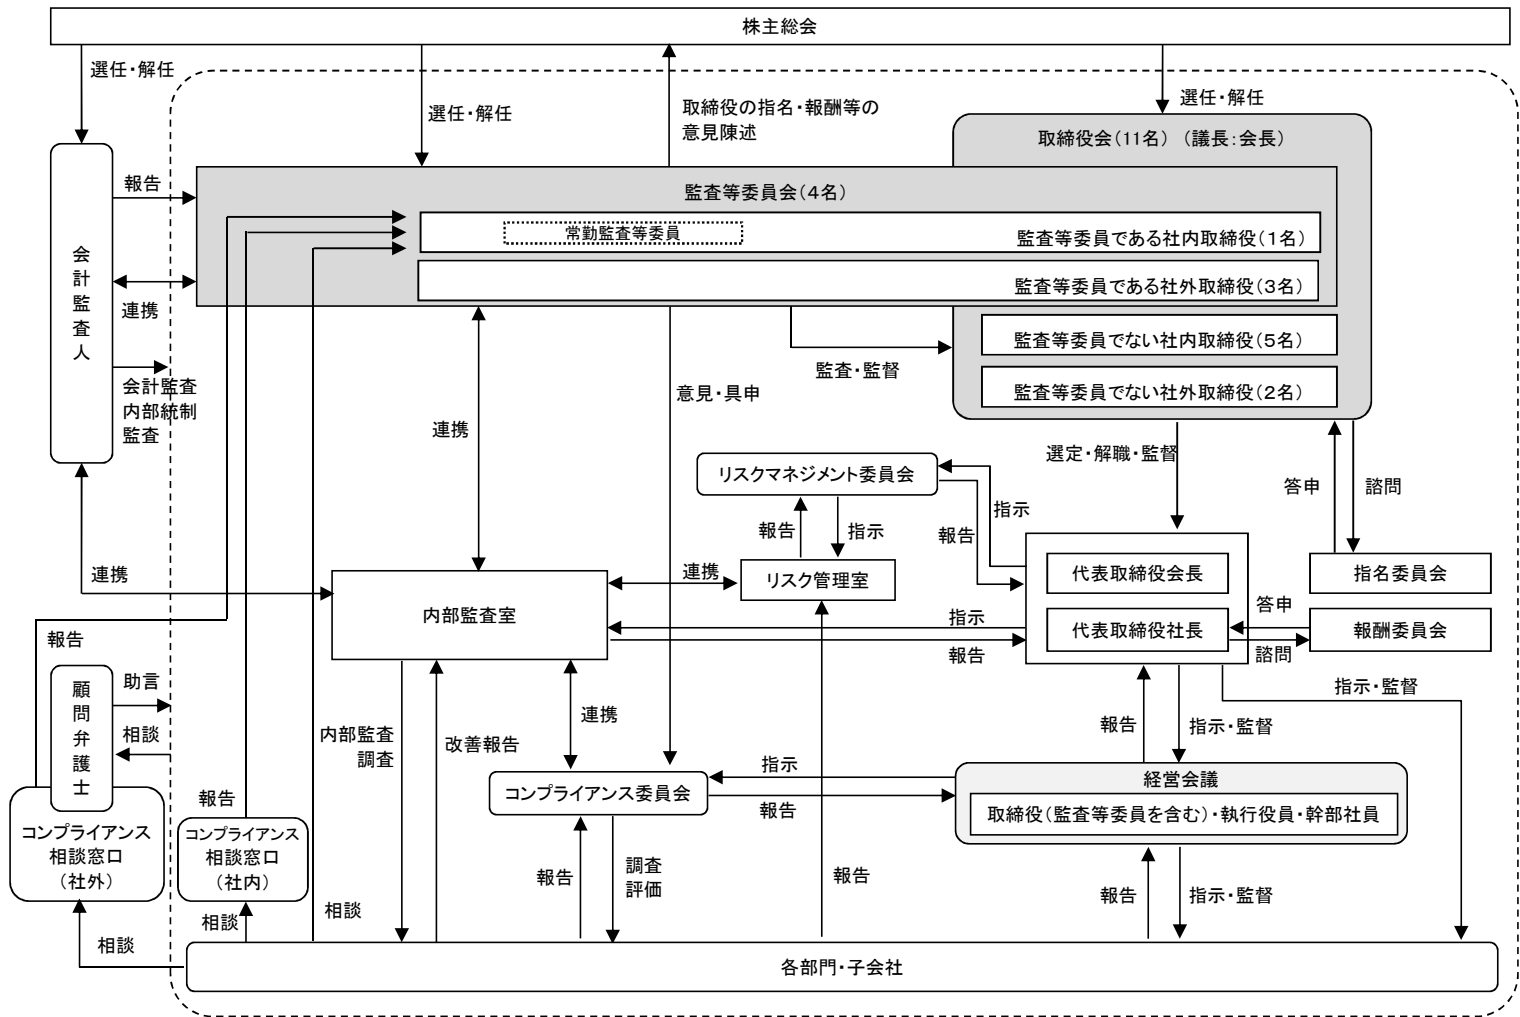 株主総会
選任・解任
選任・解任
取締役の指名・報酬等の
意見陳述
選任・解任
取締役会(11名) (議長:会長)
報告
監査等委員会(4名)
常勤監査等委員
監査等委員である社内取締役(1名)
監査等委員である社外取締役(3名)
会計監査人
連携
監査等委員でない社内取締役(5名)
監査・監督
会計監査
内部統制
監査
監査等委員でない社外取締役(2名)
意見・具申
連携
選定・解職・監督
リスクマネジメント委員会
答申
諮問
指示
報告
報告
指示
連携
連携
リスク管理室
代表取締役会長
指名委員会
内部監査室
指示
答申
代表取締役社長
報酬委員会
報告
報告
諮問
顧問弁護士
助言
指示・監督
連携
内部監査
調査
改善報告
報告
指示・監督
相談
指示
経営会議
コンプライアンス委員会
報告
報告
取締役(監査等委員を含む)・執行役員・幹部社員
コンプライアンス
相談窓口
(社外)
コンプライアンス
相談窓口
(社内)
報告
調査
評価
報告
報告
指示・監督
相談
相談
相談
各部門・子会社